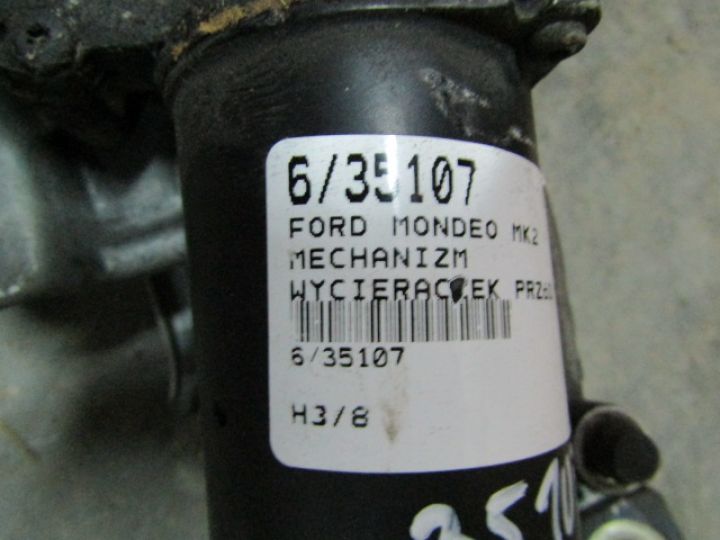 6/35107
FORD MONDEO MK2
MECHANIZM
WYCIERACZEK
6/35107
H3/8